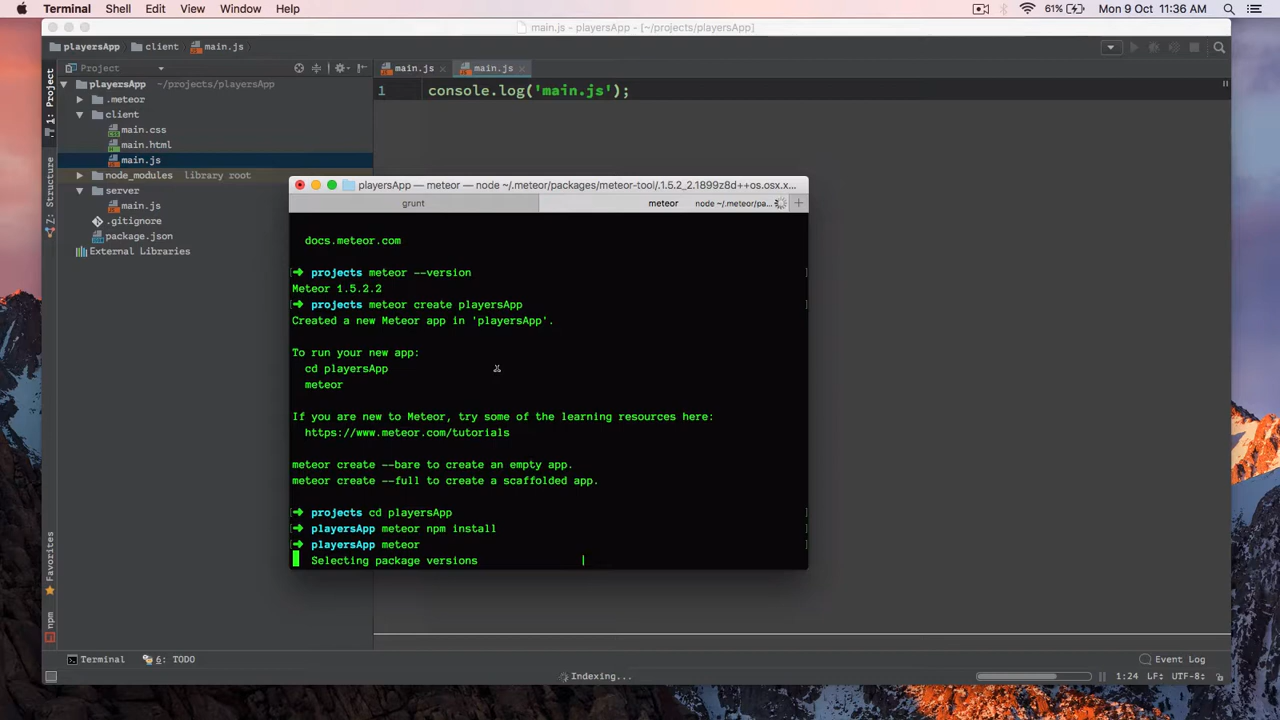 Terminal Shell Edit View Window Help 61% Mon 9 Oct 11:36 AM
main.js - playersApp - [~/projects/playersApp]
playersApp client main.js
Project main.js main.js
1: Project
playersApp ~/projects/playersApp
.meteor
client
main.css
main.html
main.js
node_modules library root
server
main.js
.gitignore
package.json
External Libraries
Z: Structure
Favorites
npm
1 console.log('main.js');
playersApp — meteor — node ~/.meteor/packages/meteor-tool/.1.5.2_2.1899z8d++os.osx.x...
grunt meteor node ~/.meteor/pa...
docs.meteor.com
projects meteor --version
Meteor 1.5.2.2
projects meteor create playersApp
Created a new Meteor app in 'playersApp'.
To run your new app:
cd playersApp
meteor
If you are new to Meteor, try some of the learning resources here:
https://www.meteor.com/tutorials
meteor create --bare to create an empty app.
meteor create --full to create a scaffolded app.
projects cd playersApp
playersApp meteor npm install
playersApp meteor
Selecting package versions |
Terminal 6: TODO Event Log
Indexing... 1:24 LF÷ UTF-8÷